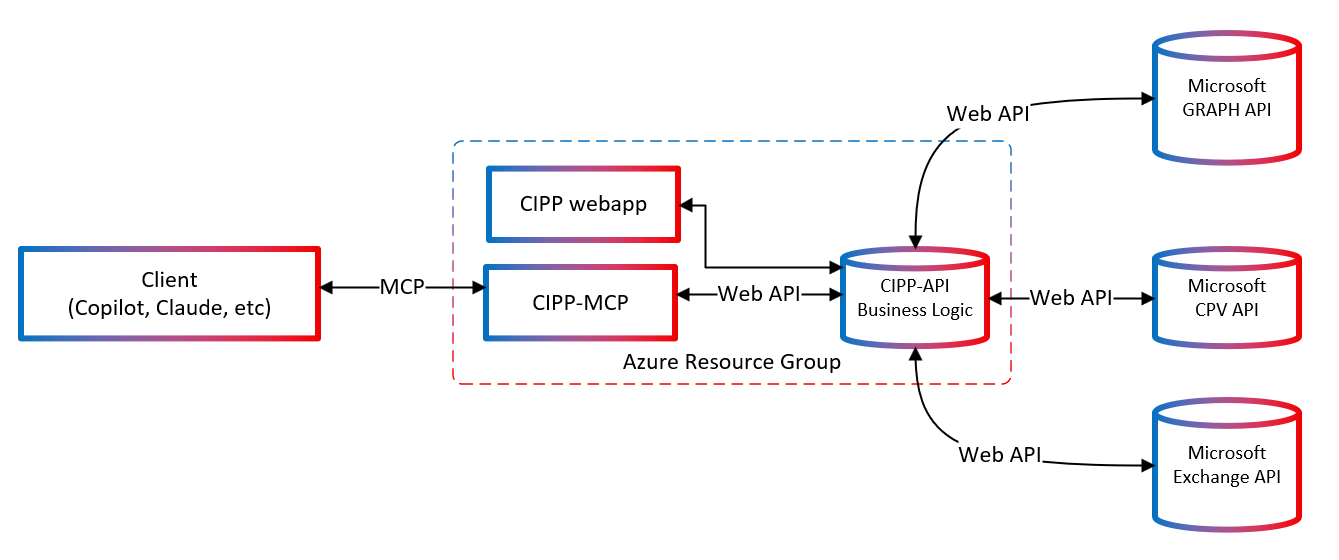 Microsoft
GRAPH API
Web API
CIPP webapp
Client
(Copilot, Claude, etc)
MCP
CIPP-MCP
Web API
CIPP-API
Business Logic
Web API
Microsoft
CPV API
Azure Resource Group
Web API
Microsoft
Exchange API